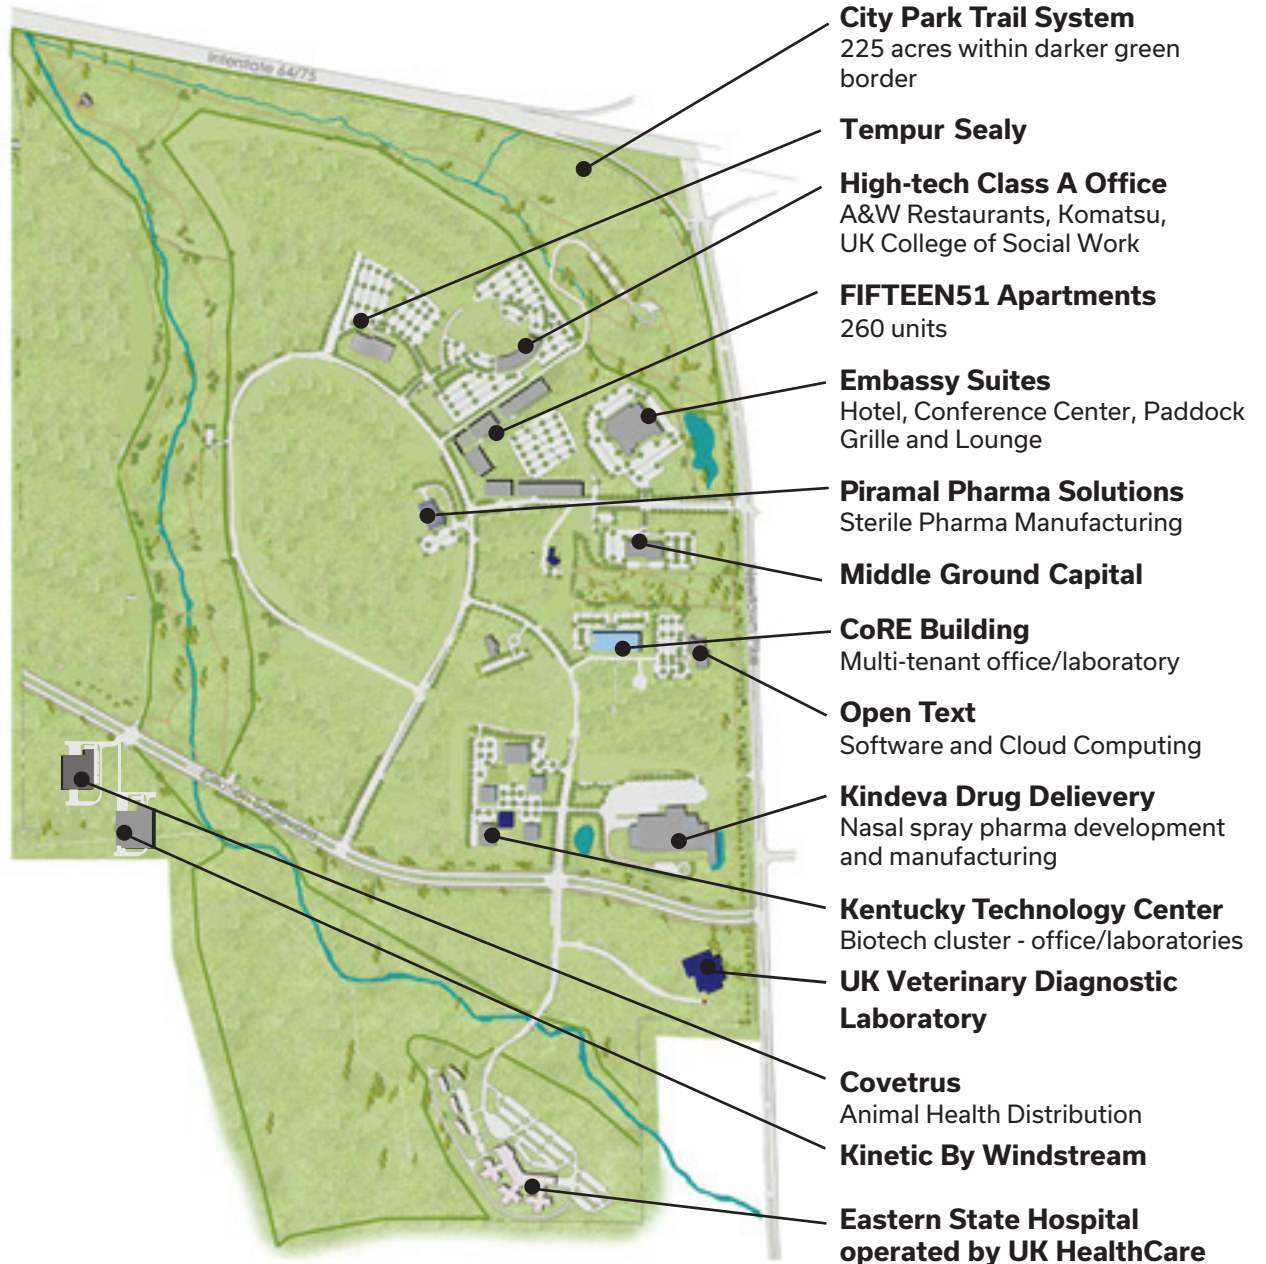 City Park Trail System
225 acres within darker green
border
Interstate 64/75
Tempur Sealy
High-tech Class A Office
A&W Restaurants, Komatsu,
UK College of Social Work
FIFTEEN51 Apartments
260 units
Embassy Suites
Hotel, Conference Center, Paddock
Grille and Lounge
Piramal Pharma Solutions
Sterile Pharma Manufacturing
Middle Ground Capital
CoRE Building
Multi-tenant office/laboratory
Open Text
Software and Cloud Computing
Kindeva Drug Delievery
Nasal spray pharma development
and manufacturing
Kentucky Technology Center
Biotech cluster - office/laboratories
UK Veterinary Diagnostic
Laboratory
Covetrus
Animal Health Distribution
Kinetic By Windstream
Eastern State Hospital
operated by UK HealthCare